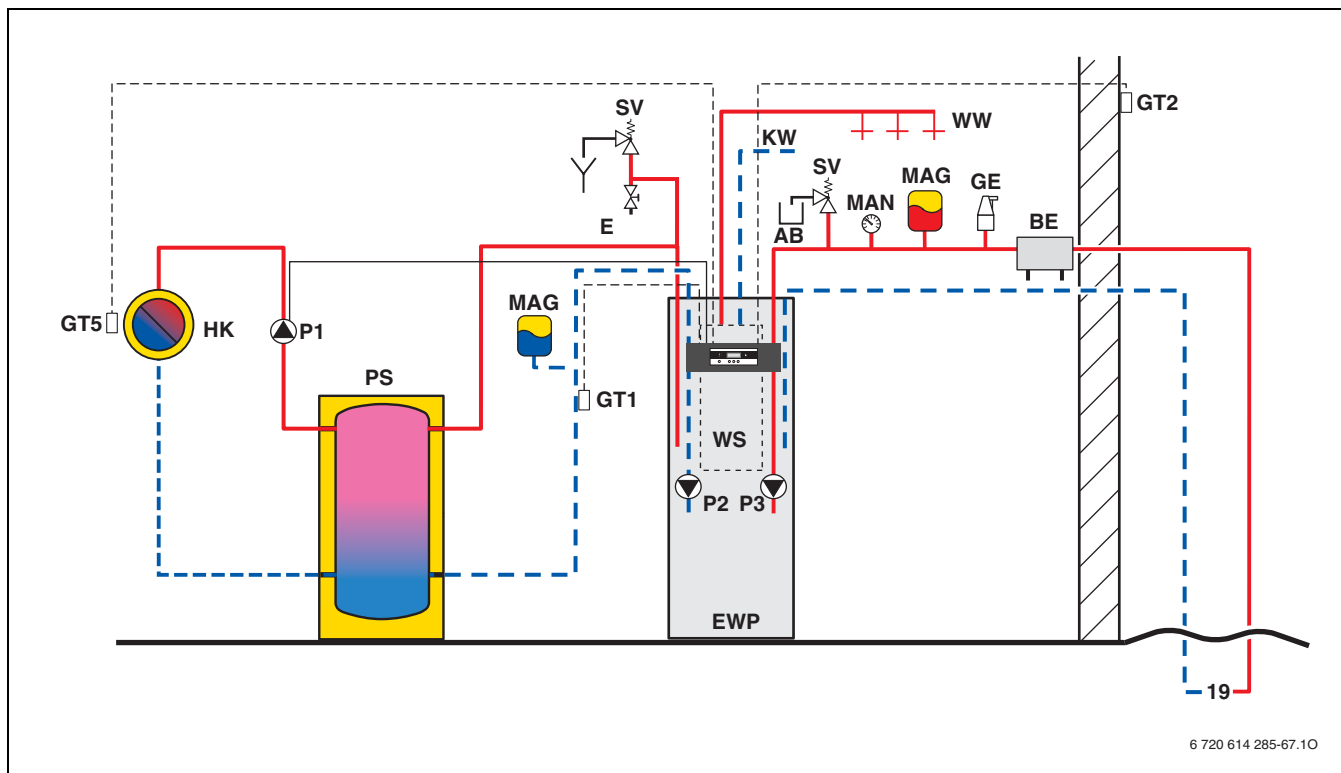 SV
GT2
WW
KW
SV
MAG
GE
MAN
E
AB
BE
MAG
GT5
HK
P1
PS
GT1
WS
P2
P3
EWP
19
6 720 614 285-67.1O